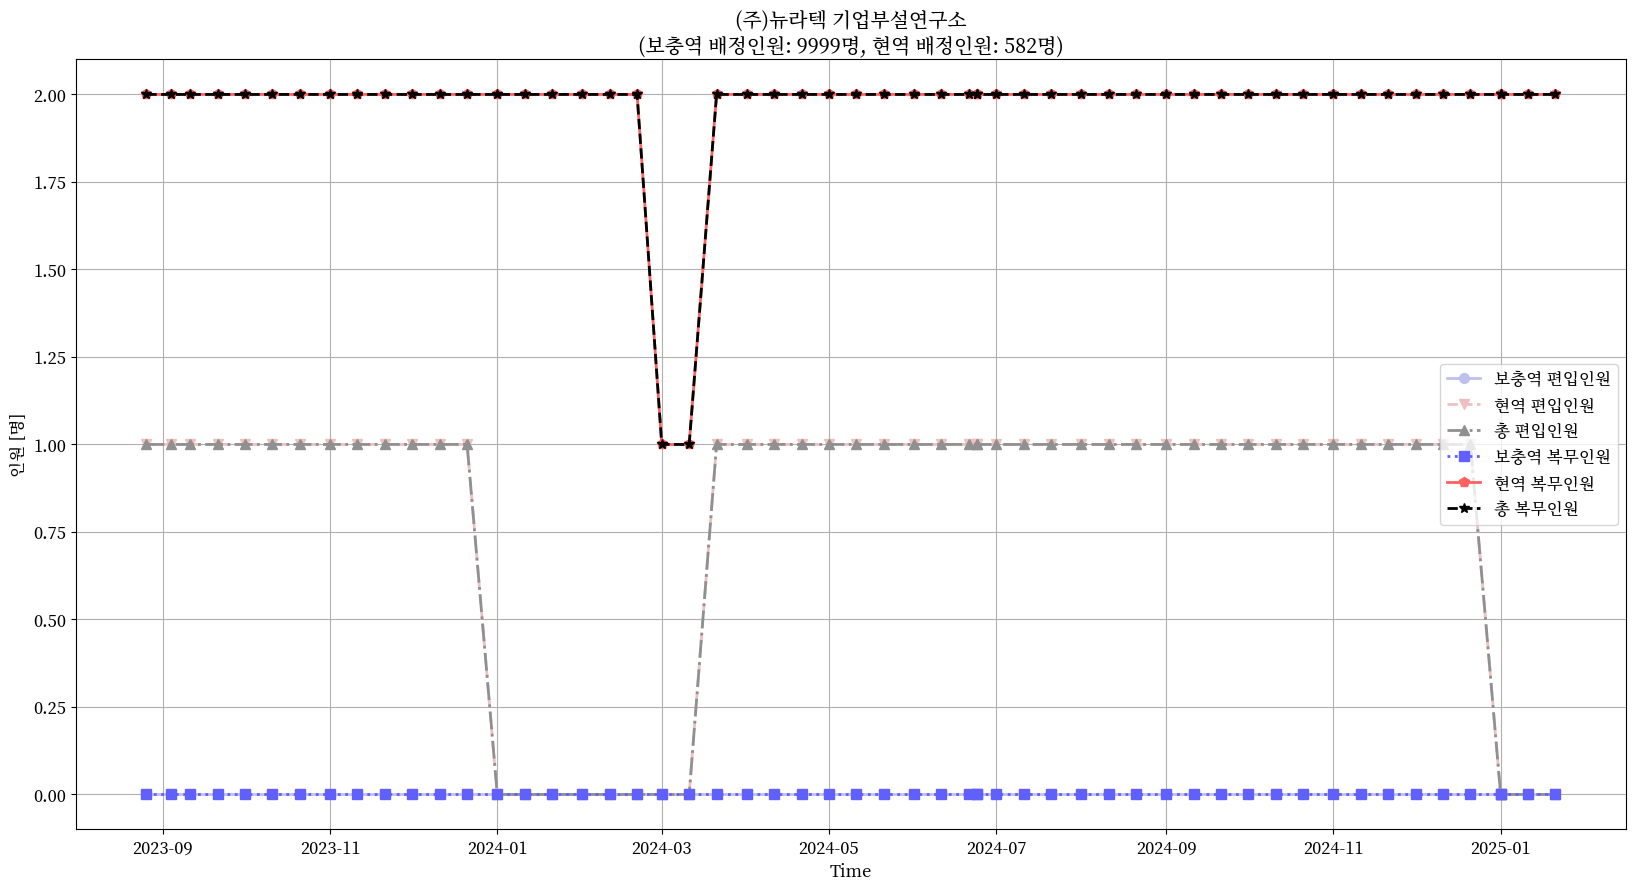 (주)뉴라텍 기업부설연구소
(보충역 배정인원: 9999명, 현역 배정인원: 582명)
2.00
1.75
1.50
1.25
1.00
0.75
0.50
0.25
0.00
인원 [명]
보충역 편입인원
현역 편입인원
총 편입인원
보충역 복무인원
현역 복무인원
총 복무인원
2023-09 2023-11 2024-01 2024-03 2024-05 2024-07 2024-09 2024-11 2025-01
Time